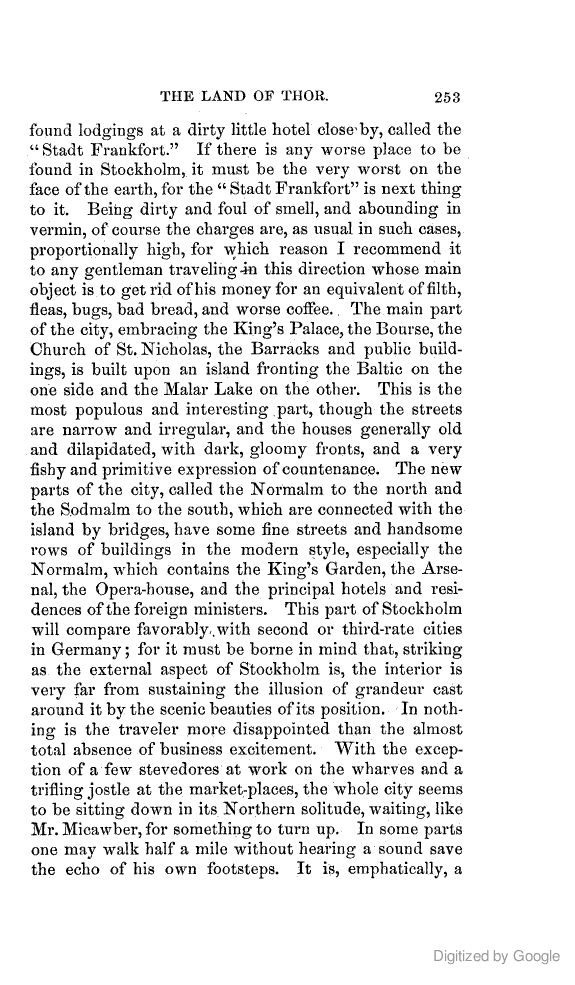 THE LAND OF THOR. 253
found lodgings at a dirty little hotel close by, called the
“Stadt Frankfort.” If there is any worse place to be
found in Stockholm, it must be the very worst on the
face of the earth, for the “Stadt Frankfort” is next thing
to it. Being dirty and foul of smell, and abounding in
vermin, of course the charges are, as usual in such cases,
proportionally high, for which reason I recommend it
to any gentleman traveling in this direction whose main
object is to get rid of his money for an equivalent of filth,
fleas, bugs, bad bread, and worse coffee. The main part
of the city, embracing the King’s Palace, the Bourse, the
Church of St. Nicholas, the Barracks and public build-
ings, is built upon an island fronting the Baltic on the
one side and the Malar Lake on the other. This is the
most populous and interesting part, though the streets
are narrow and irregular, and the houses generally old
and dilapidated, with dark, gloomy fronts, and a very
fishy and primitive expression of countenance. The new
parts of the city, called the Normalm to the north and
the Sodmalm to the south, which are connected with the
island by bridges, have some fine streets and handsome
rows of buildings in the modern style, especially the
Normalm, which contains the King’s Garden, the Arse-
nal, the Opera-house, and the principal hotels and resi-
dences of the foreign ministers. This part of Stockholm
will compare favorably with second or third-rate cities
in Germany; for it must be borne in mind that, striking
as the external aspect of Stockholm is, the interior is
very far from sustaining the illusion of grandeur cast
around it by the scenic beauties of its position. In noth-
ing is the traveler more disappointed than the almost
total absence of business excitement. With the excep-
tion of a few stevedores at work on the wharves and a
trifling jostle at the market-places, the whole city seems
to be sitting down in its Northern solitude, waiting, like
Mr. Micawber, for something to turn up. In some parts
one may walk half a mile without hearing a sound save
the echo of his own footsteps. It is, emphatically, a
Digitized by Google